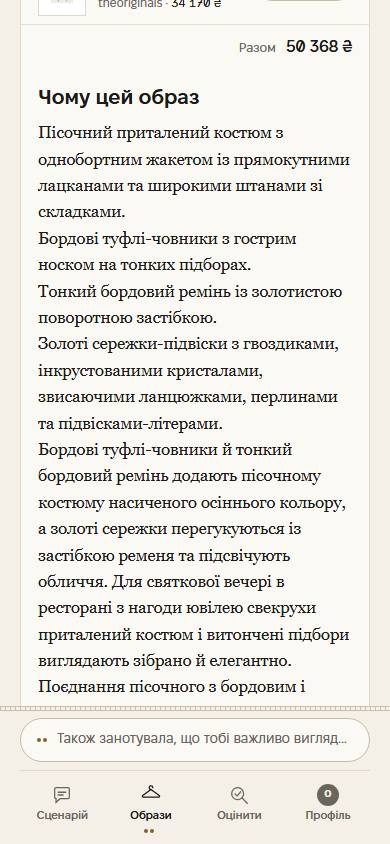 theoriginals · 34 170 ₴
Разом 50 368 ₴
Чому цей образ
Пісочний приталений костюм з
однобортним жакетом із прямокутними
лацканами та широкими штанами зі
складками.
Бордові туфлі-човники з гострим
носком на тонких підборах.
Тонкий бордовий ремінь із золотистою
поворотною застібкою.
Золоті сережки-підвіски з гвоздиками,
інкрустованими кристалами,
звисаючими ланцюжками, перлинами
та підвісками-літерами.
Бордові туфлі-човники й тонкий
бордовий ремінь додають пісочному
костюму насиченого осіннього кольору,
а золоті сережки перегукуються із
застібкою ременя та підсвічують
обличчя. Для святкової вечері в
ресторані з нагоди ювілею свекрухи
приталений костюм і витончені підбори
виглядають зібрано й елегантно.
Поєднання пісочного з бордовим і
Також занотувала, що тобі важливо вигляд...
Сценарій
Образи
Оцінити
0
Профіль